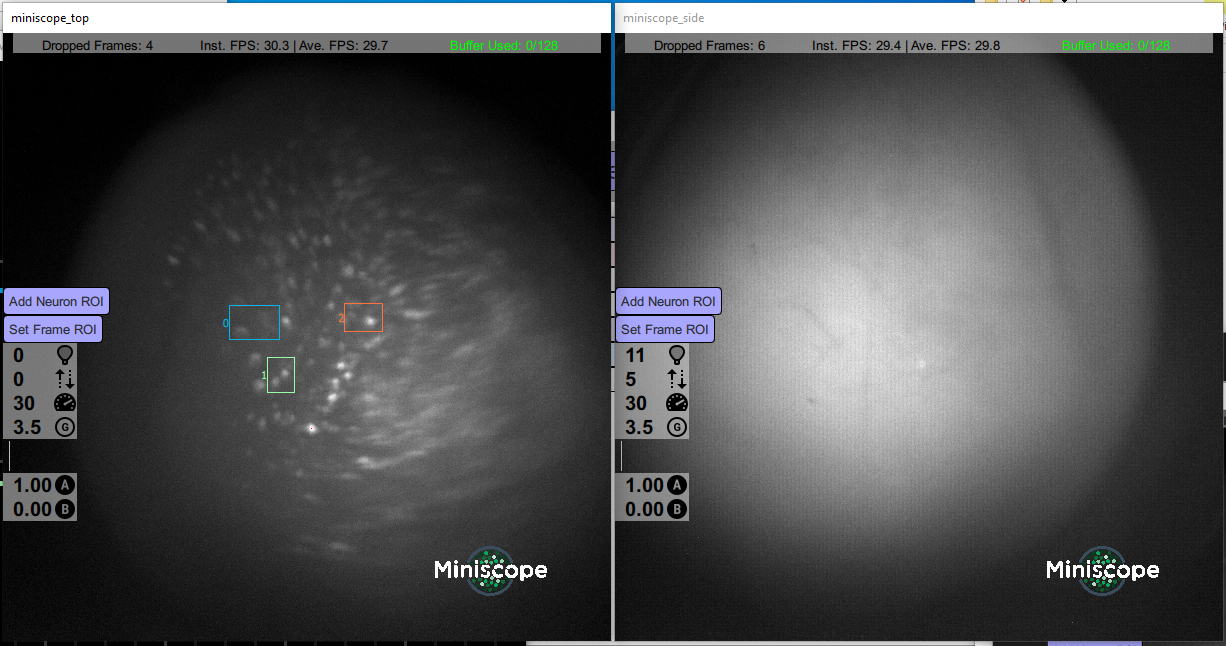 miniscope_top
Dropped Frames: 4 Inst. FPS: 30.3 | Ave. FPS: 29.7 Buffer Used: 0/128
0
2
1
Add Neuron ROI
Set Frame ROI
0
0
30
3.5 G
1.00 A
0.00 B
Miniscope
miniscope_side
Dropped Frames: 6 Inst. FPS: 29.4 | Ave. FPS: 29.8 Buffer Used: 0/128
Add Neuron ROI
Set Frame ROI
11
5
30
3.5 G
1.00 A
0.00 B
Miniscope